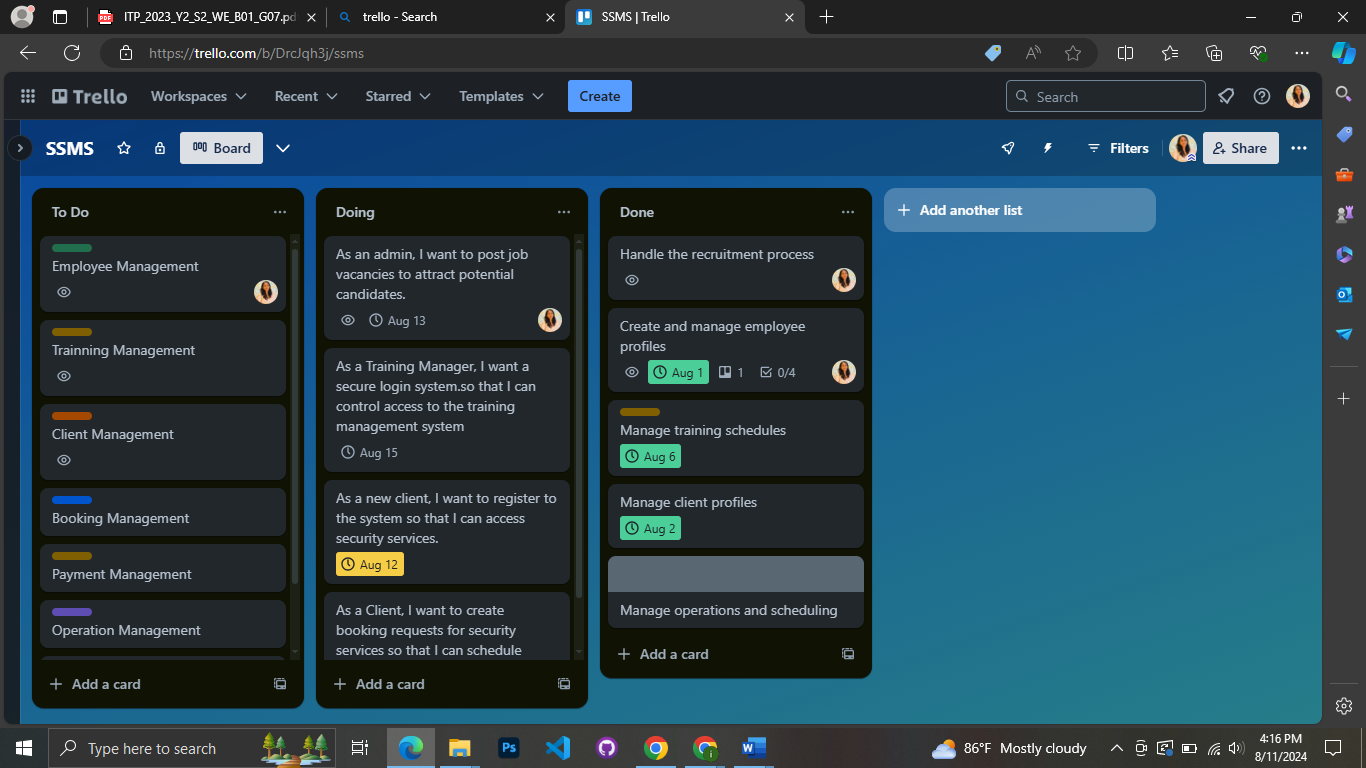 ITP_2023_Y2_S2_WE_B01_G07.pd
trello - Search
SSMS | Trello
https://trello.com/b/DrcJqh3j/ssms
Trello
Workspaces
Recent
Starred
Templates
Create
Search
SSMS
Board
Filters
Share
To Do
Employee Management
Trainning Management
Client Management
Booking Management
Payment Management
Operation Management
Add a card
Doing
As an admin, I want to post job
vacancies to attract potential
candidates.
Aug 13
As a Training Manager, I want a
secure login system.so that I can
control access to the training
management system
Aug 15
As a new client, I want to register to
the system so that I can access
security services.
Aug 12
As a Client, I want to create
booking requests for security
services so that I can schedule
Add a card
Done
Handle the recruitment process
Create and manage employee
profiles
Aug 1
1
0/4
Manage training schedules
Aug 6
Manage client profiles
Aug 2
Manage operations and scheduling
Add a card
Add another list
Type here to search
Ps
86°F Mostly cloudy
4:16 PM
8/11/2024